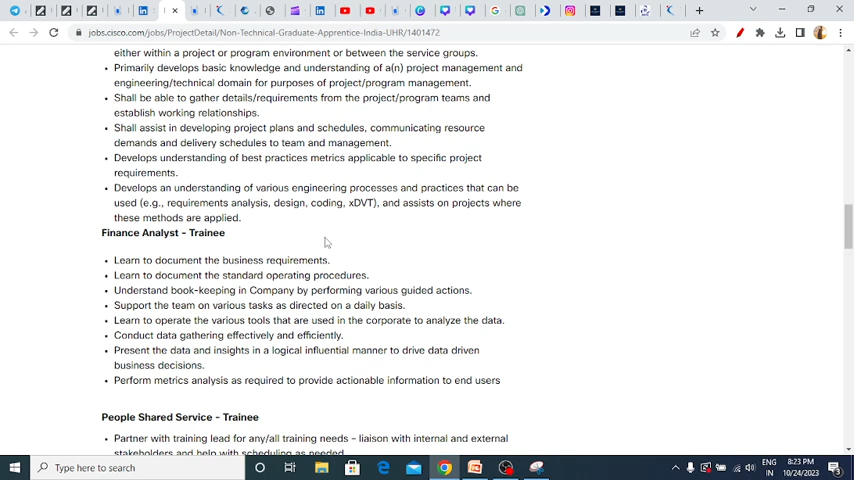 jobs.cisco.com/jobs/ProjectDetail/Non-Technical-Graduate-Apprentice-India-UHR/1401472
either within a project or program environment or between the service groups.
• Primarily develops basic knowledge and understanding of a(n) project management and
engineering/technical domain for purposes of project/program management.
• Shall be able to gather details/requirements from the project/program teams and
establish working relationships.
• Shall assist in developing project plans and schedules, communicating resource
demands and delivery schedules to team and management.
• Develops understanding of best practices metrics applicable to specific project
requirements.
• Develops an understanding of various engineering processes and practices that can be
used (e.g., requirements analysis, design, coding, xDVT), and assists on projects where
these methods are applied.
Finance Analyst - Trainee
• Learn to document the business requirements.
• Learn to document the standard operating procedures.
• Understand book-keeping in Company by performing various guided actions.
• Support the team on various tasks as directed on a daily basis.
• Learn to operate the various tools that are used in the corporate to analyze the data.
• Conduct data gathering effectively and efficiently.
• Present the data and insights in a logical influential manner to drive data driven
business decisions.
• Perform metrics analysis as required to provide actionable information to end users
People Shared Service - Trainee
• Partner with training lead for any/all training needs – liaison with internal and external
stakeholders and help with scheduling as needed
Type here to search
ENG
IN
8:23 PM
10/24/2023
3